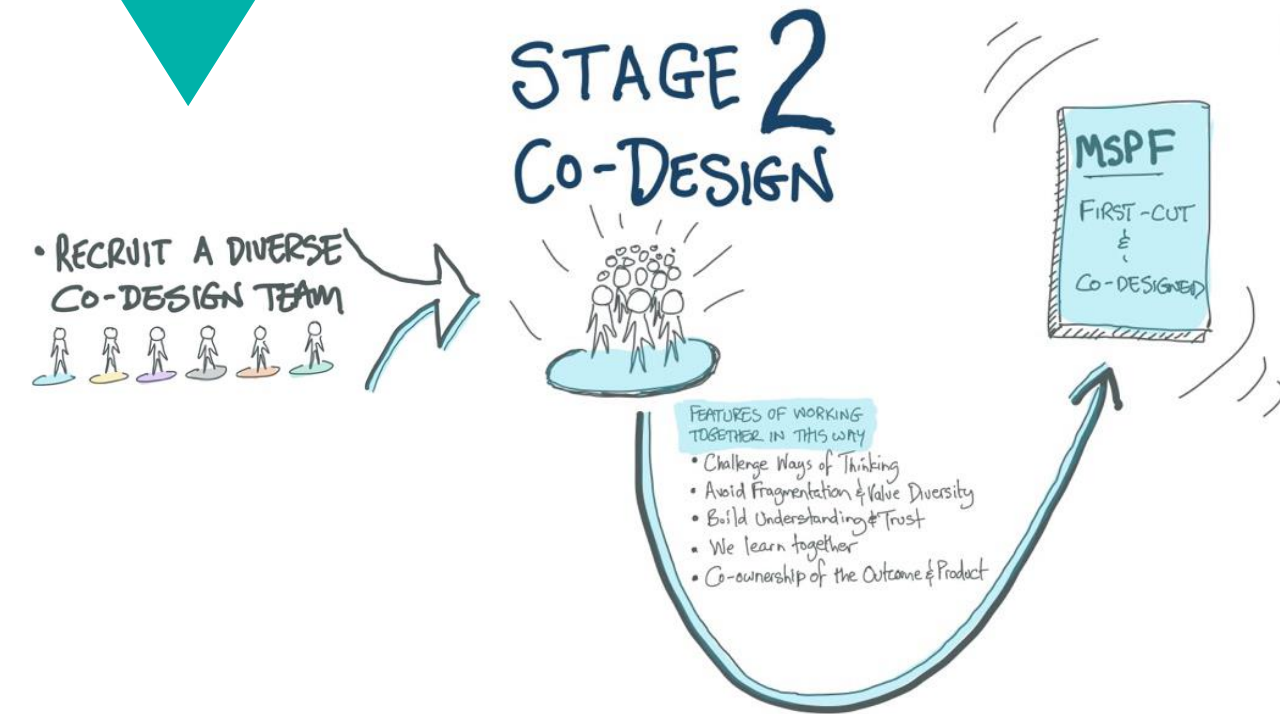 STAGE 2
CO-DESIGN
• RECRUIT A DIVERSE
CO-DESIGN TEAM
FEATURES OF WORKING
TOGETHER IN THIS WAY
• Challenge Ways of Thinking
• Avoid Fragmentation & Value Diversity
• Build Understanding & Trust
• We learn together
• Co-ownership of the Outcome & Product
MSPF
FIRST-CUT
&
CO-DESIGNED